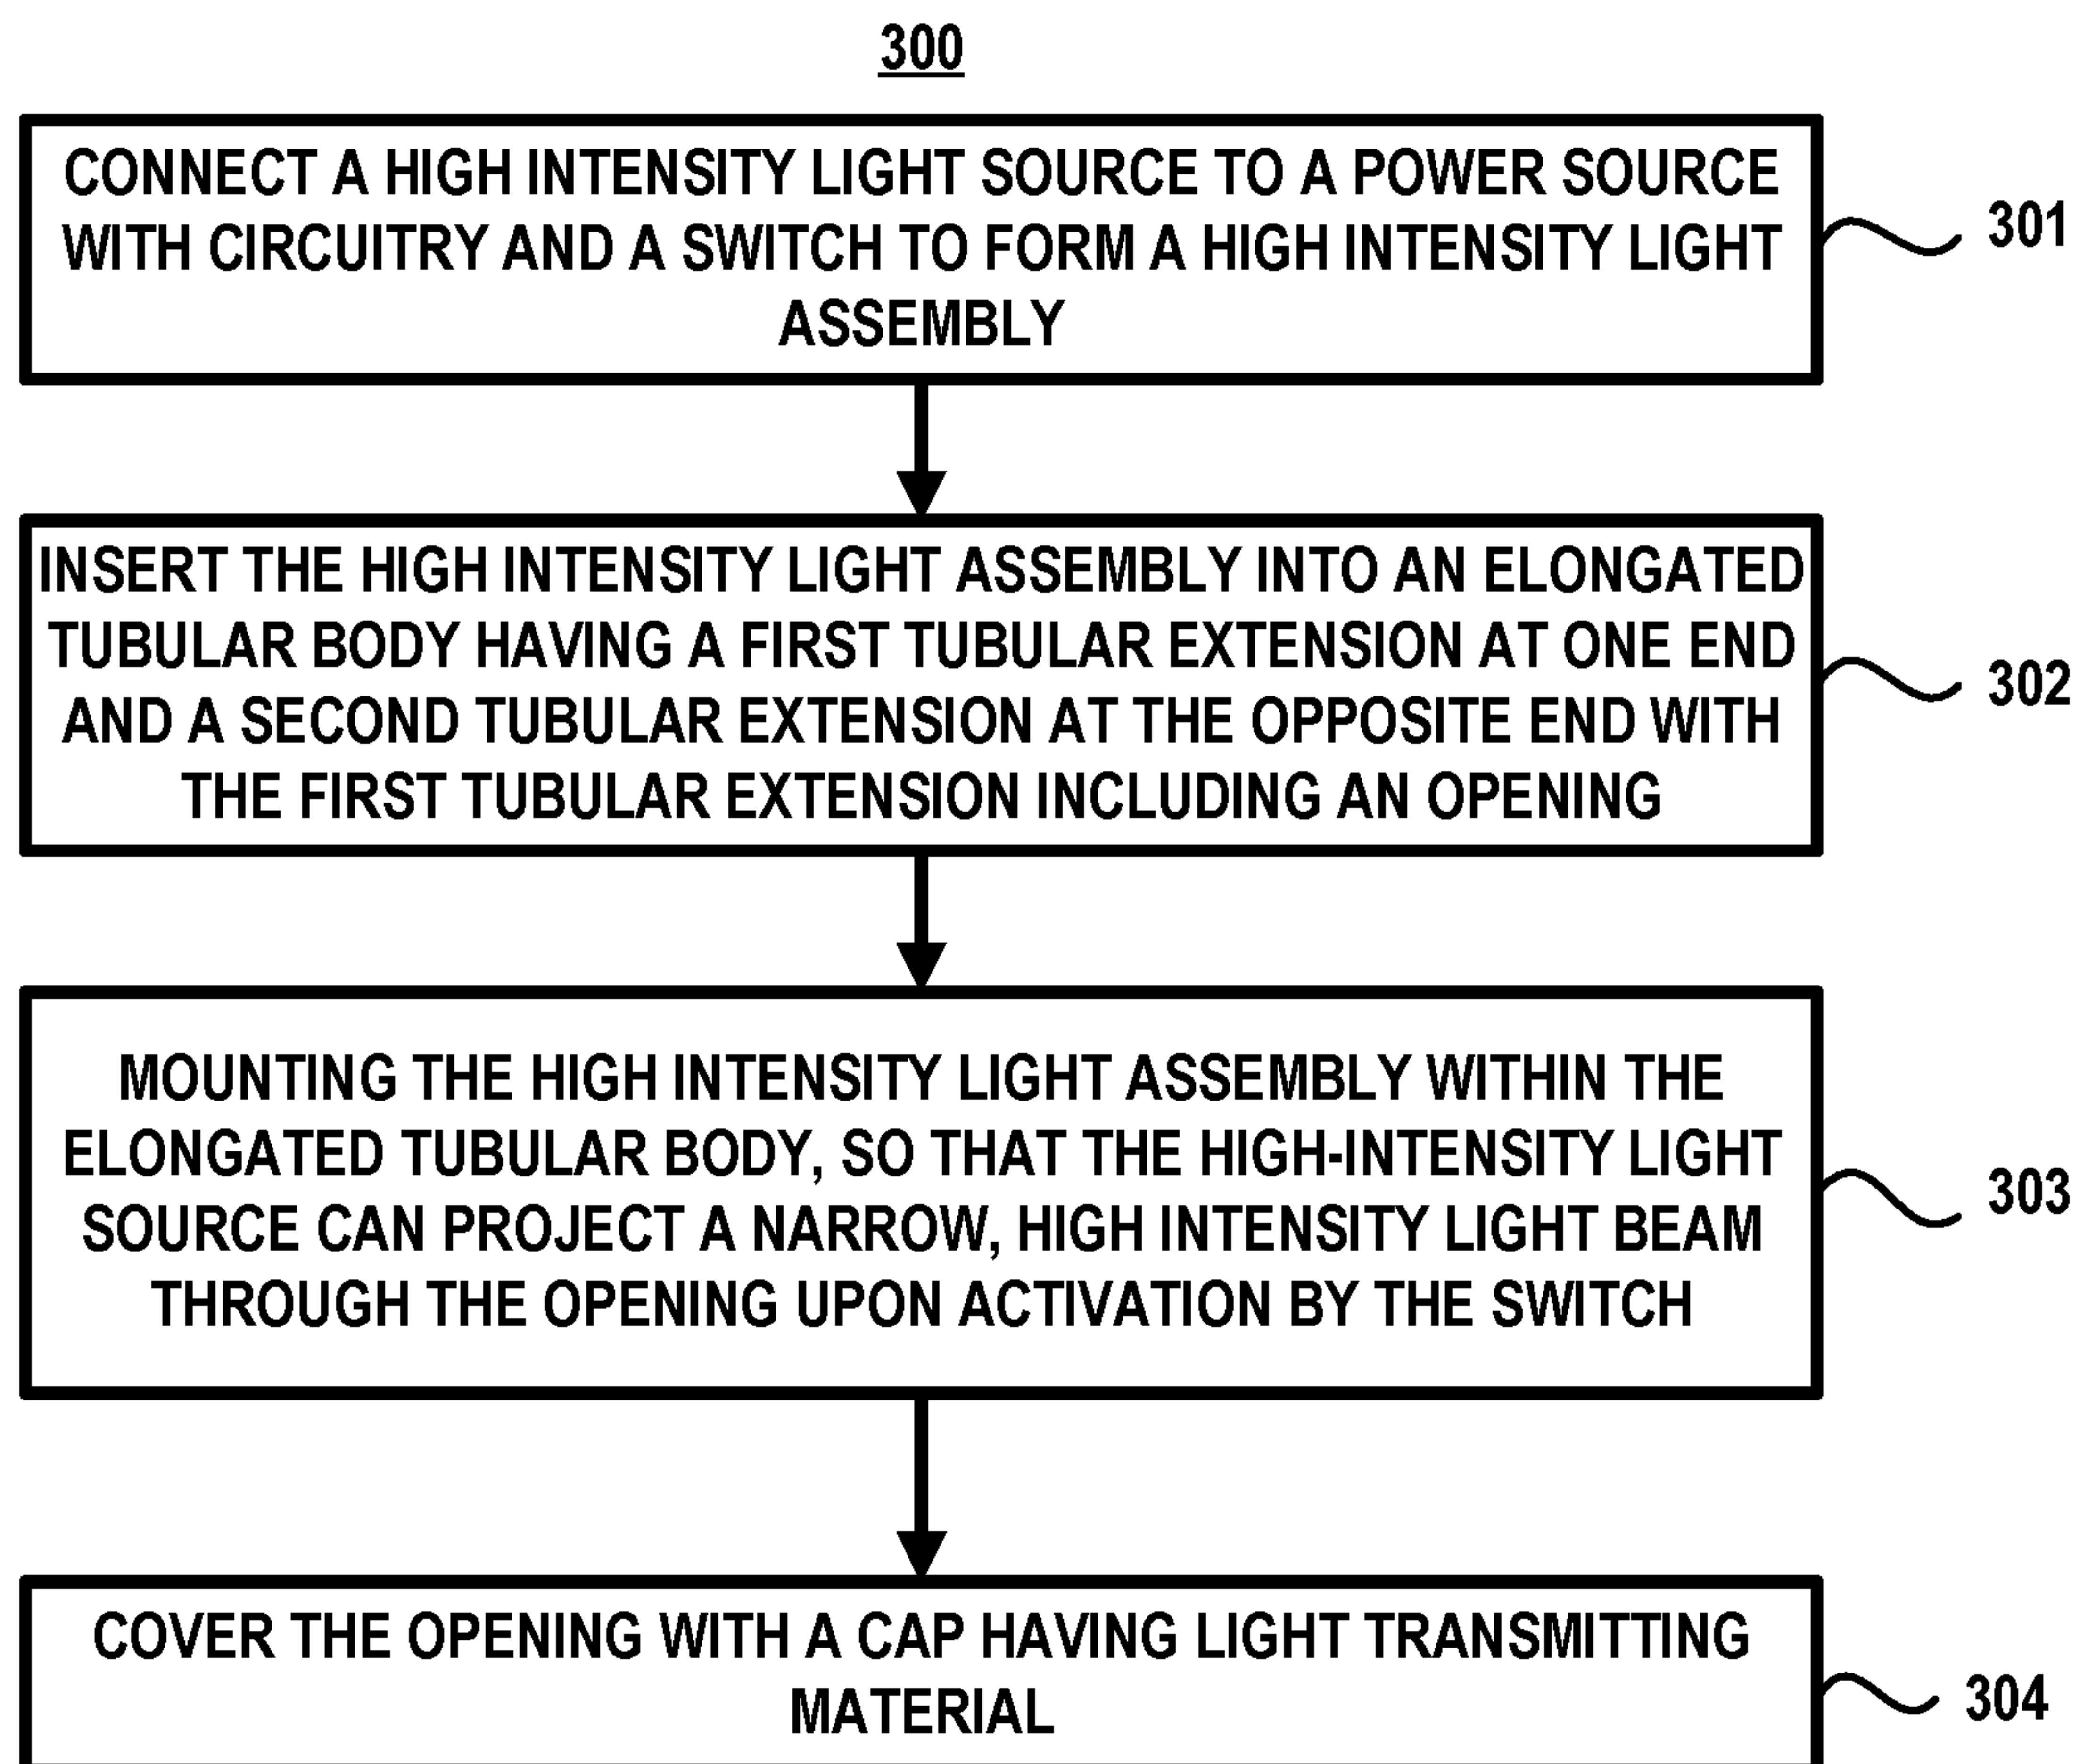 300
CONNECT A HIGH INTENSITY LIGHT SOURCE TO A POWER SOURCE
WITH CIRCUITRY AND A SWITCH TO FORM A HIGH INTENSITY LIGHT
ASSEMBLY
301
INSERT THE HIGH INTENSITY LIGHT ASSEMBLY INTO AN ELONGATED
TUBULAR BODY HAVING A FIRST TUBULAR EXTENSION AT ONE END
AND A SECOND TUBULAR EXTENSION AT THE OPPOSITE END WITH
THE FIRST TUBULAR EXTENSION INCLUDING AN OPENING
302
MOUNTING THE HIGH INTENSITY LIGHT ASSEMBLY WITHIN THE
ELONGATED TUBULAR BODY, SO THAT THE HIGH-INTENSITY LIGHT
SOURCE CAN PROJECT A NARROW, HIGH INTENSITY LIGHT BEAM
THROUGH THE OPENING UPON ACTIVATION BY THE SWITCH
303
COVER THE OPENING WITH A CAP HAVING LIGHT TRANSMITTING
MATERIAL
304